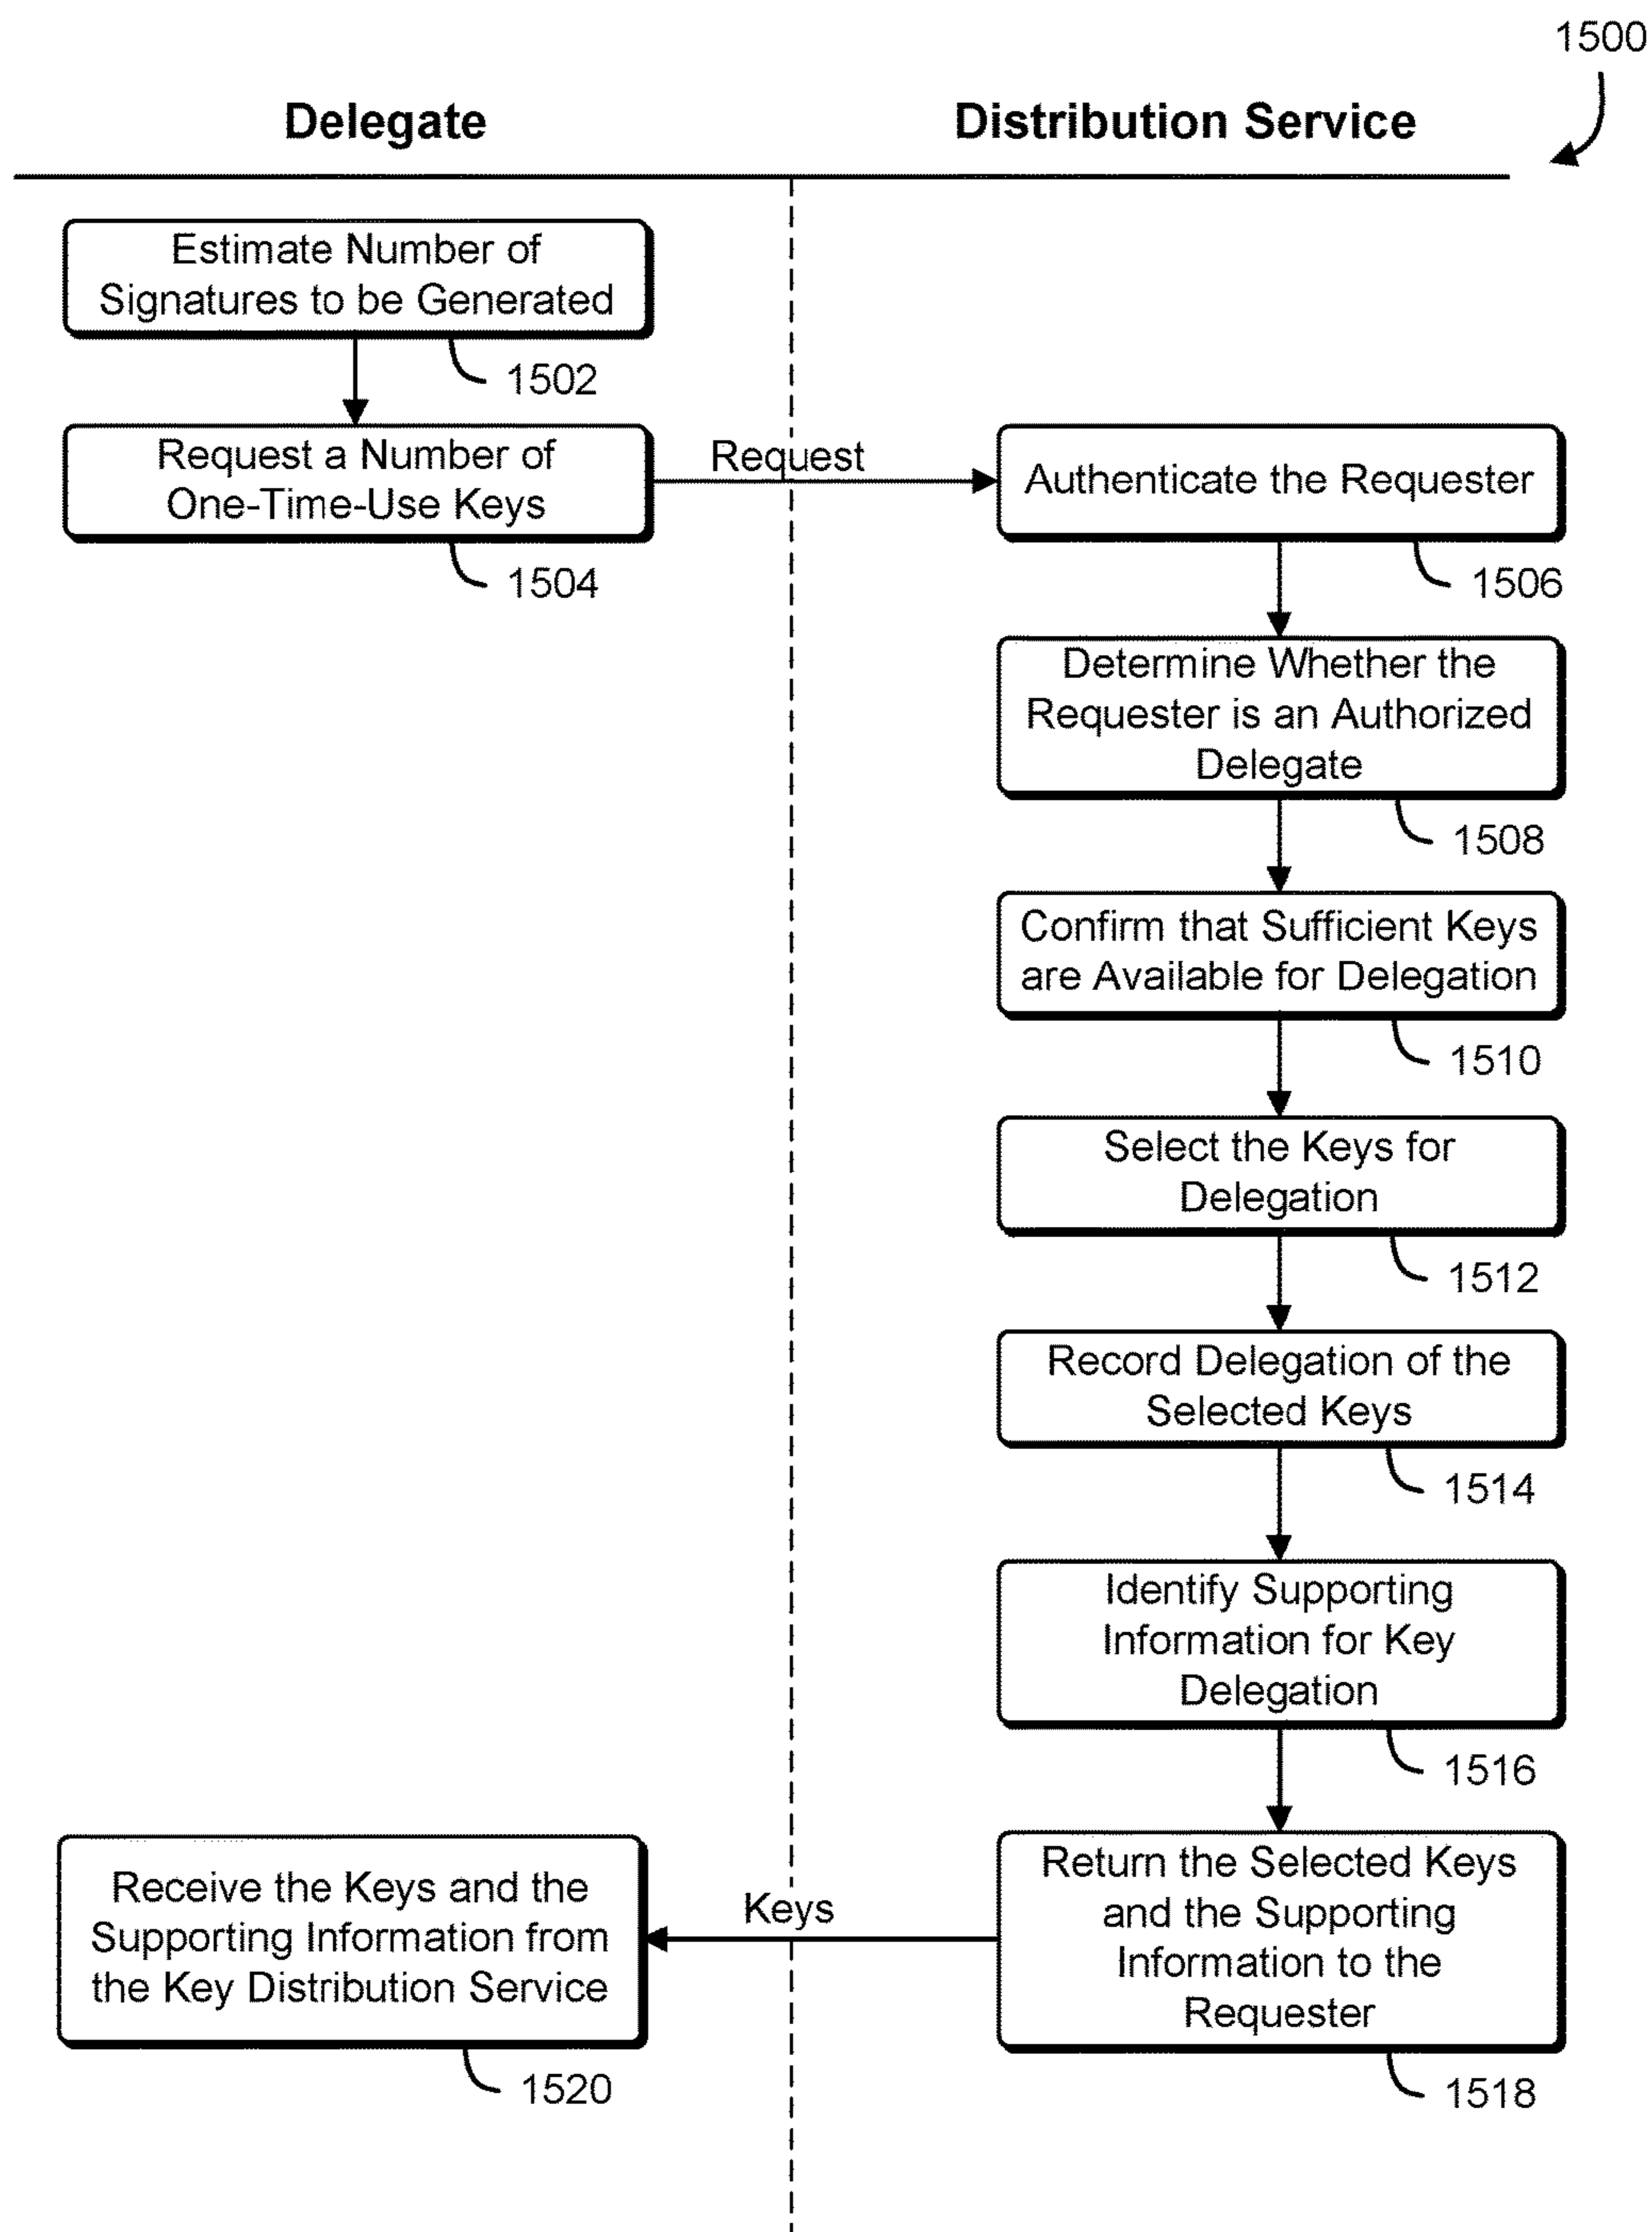 1500
Delegate
Distribution Service
Estimate Number of
Signatures to be Generated
1502
Request a Number of
One-Time-Use Keys
1504
Request
Authenticate the Requester
1506
Determine Whether the
Requester is an Authorized
Delegate
1508
Confirm that Sufficient Keys
are Available for Delegation
1510
Select the Keys for
Delegation
1512
Record Delegation of the
Selected Keys
1514
Identify Supporting
Information for Key
Delegation
1516
Return the Selected Keys
and the Supporting
Information to the
Requester
1518
Keys
Receive the Keys and the
Supporting Information from
the Key Distribution Service
1520